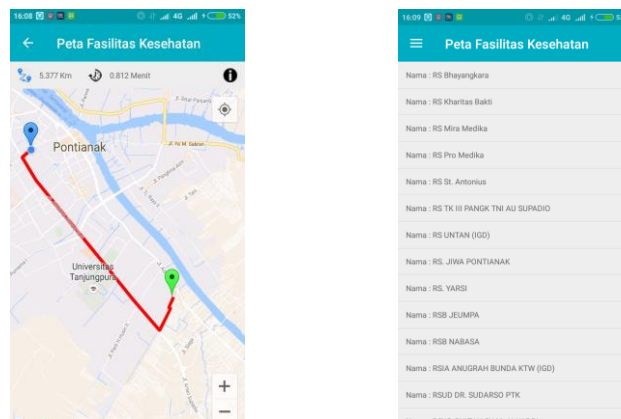 16:08
4G
52%
Peta Fasilitas Kesehatan
5.377 Km
0.812 Menit
Pontianak
Universitas
Tanjungpura
16:09
4G
Peta Fasilitas Kesehatan
Nama : RS Bhayangkara
Nama : RS Kharitas Bakti
Nama : RS Mira Medika
Nama : RS Pro Medika
Nama : RS St. Antonius
Nama : RS TK III PANGK TNI AU SUPADIO
Nama : RS UNTAN (IGD)
Nama : RS. JIWA PONTIANAK
Nama : RS. YARSI
Nama : RSB JEUMPA
Nama : RSB NABASA
Nama : RSIA ANUGRAH BUNDA KTW (IGD)
Nama : RSUD DR. SUDARSO PTK